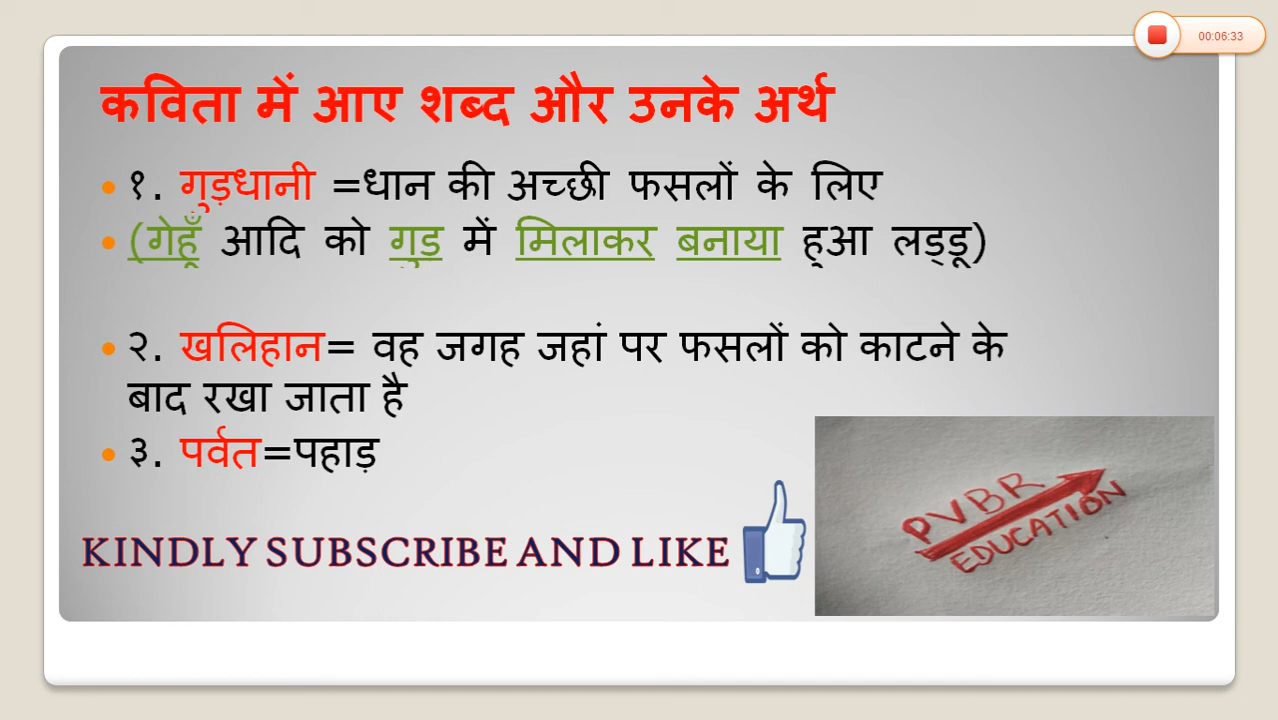 00:06:33
कविता में आए शब्द और उनके अर्थ
१. गुड़धानी =धान की अच्छी फसलों के लिए
(गेहूँ आदि को गुड़ में मिलाकर बनाया हुआ लड्डू)
२. खलिहान= वह जगह जहां पर फसलों को काटने के
बाद रखा जाता है
३. पर्वत=पहाड़
KINDLY SUBSCRIBE AND LIKE
PVBR
EDUCATION